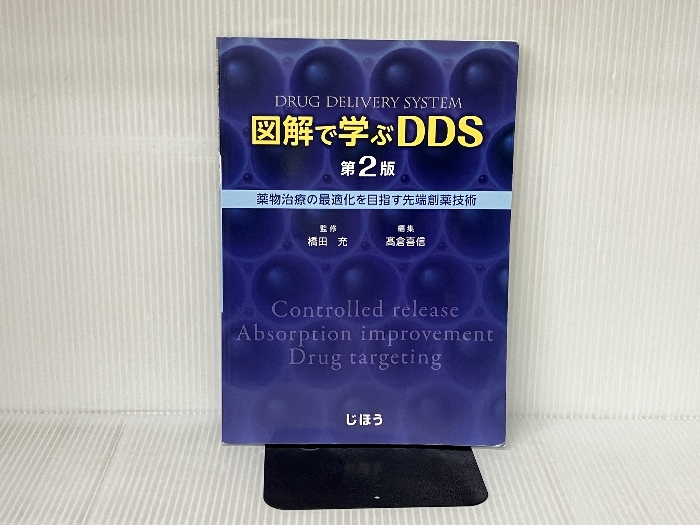 DRUG DELIVERY SYSTEM
図解で学ぶDDS
第2版
薬物治療の最適化を目指す先端創薬技術
監修 編集
橋田 充 髙倉喜信
Controlled release
Absorption improvement
Drug targeting
じほう